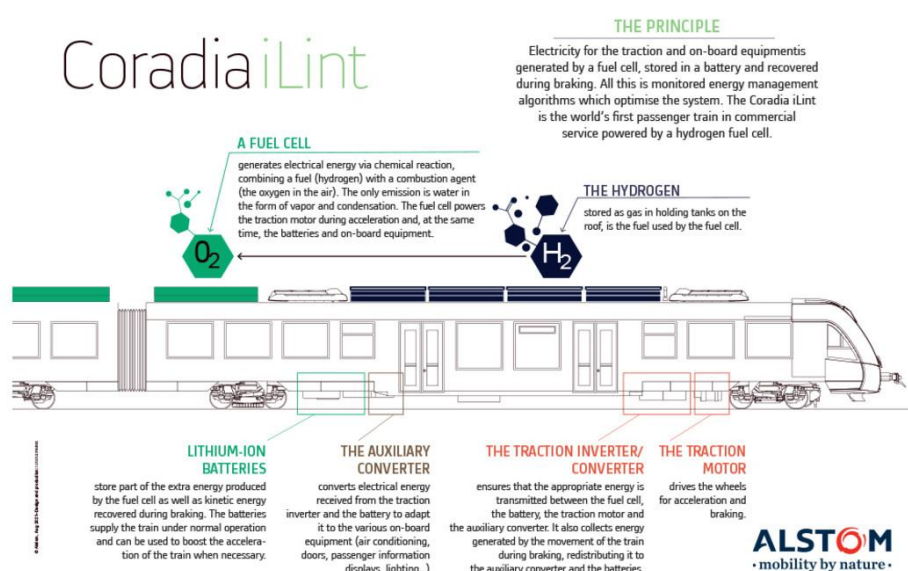 Coradia iLint
THE PRINCIPLE
Electricity for the traction and on-board equipmentis
generated by a fuel cell, stored in a battery and recovered
during braking. All this is monitored energy management
algorithms which optimise the system. The Coradia iLint
is the world's first passenger train in commercial
service powered by a hydrogen fuel cell.
A FUEL CELL
generates electrical energy via chemical reaction,
combining a fuel (hydrogen) with a combustion agent
(the oxygen in the air). The only emission is water in
the form of vapor and condensation. The fuel cell powers
the traction motor during acceleration and, at the same
time, the batteries and on-board equipment.
THE HYDROGEN
stored as gas in holding tanks on the
roof, is the fuel used by the fuel cell.
O2
H2
LITHIUM-ION
BATTERIES
store part of the extra energy produced
by the fuel cell as well as kinetic energy
recovered during braking. The batteries
supply the train under normal operation
and can be used to boost the accelera-
tion of the train when necessary.
THE AUXILIARY
CONVERTER
converts electrical energy
received from the traction
inverter and the battery to adapt
it to the various on-board
equipment (air conditioning,
doors, passenger information
displays, lighting...)
THE TRACTION INVERTER/
CONVERTER
ensures that the appropriate energy is
transmitted between the fuel cell,
the battery, the traction motor and
the auxiliary converter. It also collects energy
generated by the movement of the train
during braking, redistributing it to
the auxiliary converter and the batteries.
THE TRACTION
MOTOR
drives the wheels
for acceleration and
braking.
ALSTOM
• mobility by nature •